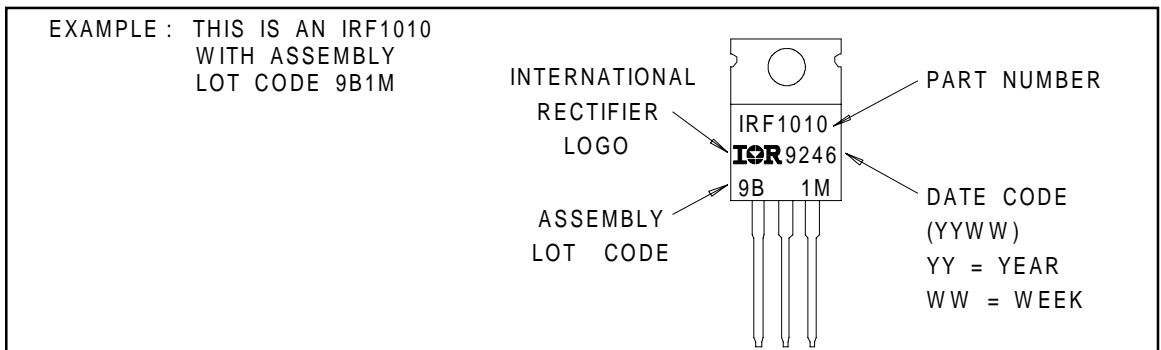 EXAMPLE : THIS IS AN IRF1010
WITH ASSEMBLY
LOT CODE 9B1M
INTERNATIONAL
RECTIFIER
LOGO
ASSEMBLY
LOT CODE
IRF1010
IOR 9246
9B 1M
PART NUMBER
DATE CODE
(YYWW)
YY = YEAR
WW = WEEK